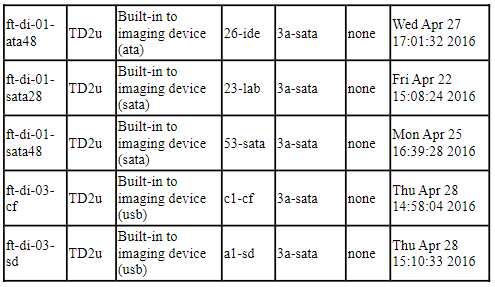 ft-di-01-ata48 TD2u Built-in to imaging device (ata) 26-ide 3a-sata none Wed Apr 27 17:01:32 2016
ft-di-01-sata28 TD2u Built-in to imaging device (sata) 23-lab 3a-sata none Fri Apr 22 15:08:24 2016
ft-di-01-sata48 TD2u Built-in to imaging device (sata) 53-sata 3a-sata none Mon Apr 25 16:39:28 2016
ft-di-03-cf TD2u Built-in to imaging device (usb) c1-cf 3a-sata none Thu Apr 28 14:58:04 2016
ft-di-03-sd TD2u Built-in to imaging device (usb) a1-sd 3a-sata none Thu Apr 28 15:10:33 2016